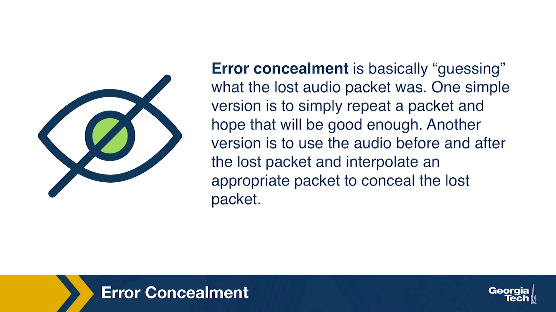 Error concealment is basically “guessing”
what the lost audio packet was. One simple
version is to simply repeat a packet and
hope that will be good enough. Another
version is to use the audio before and after
the lost packet and interpolate an
appropriate packet to conceal the lost
packet.
Error Concealment
Georgia
Tech